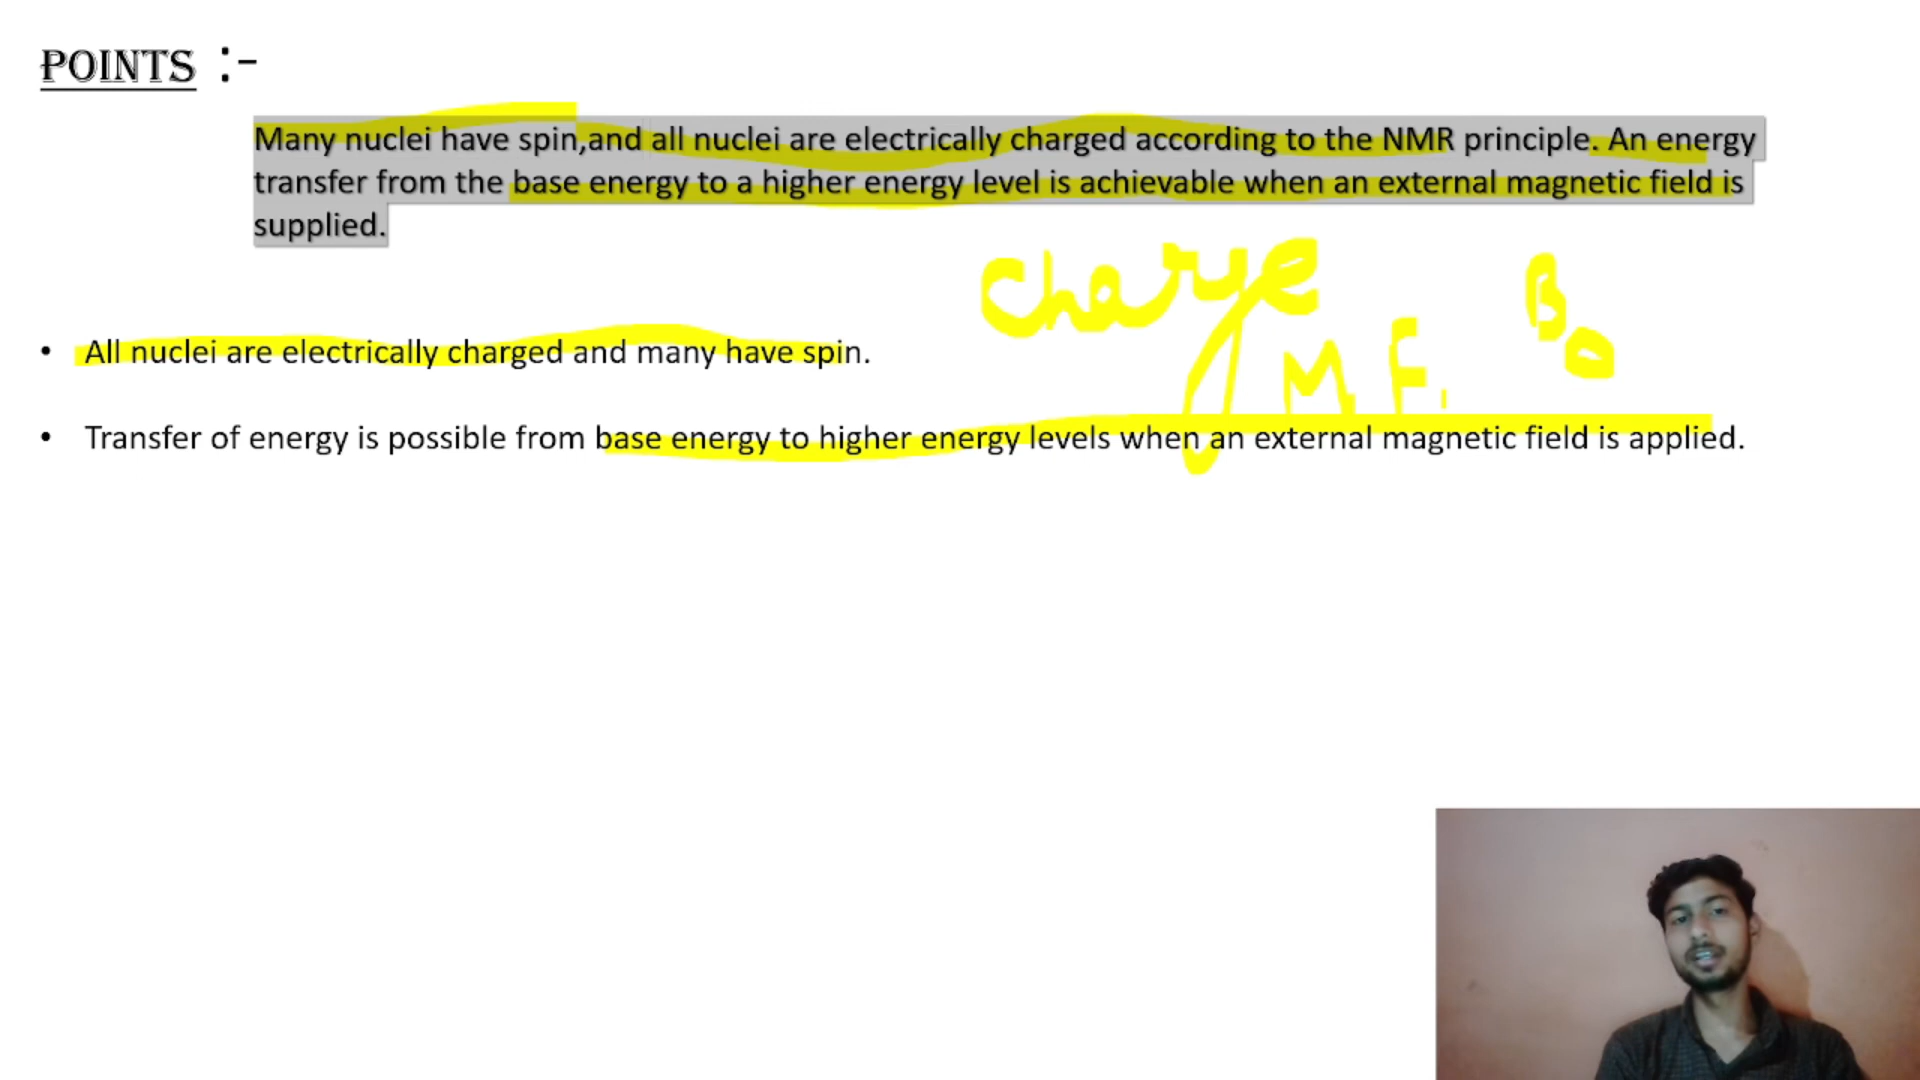 POINTS :-
Many nuclei have spin,and all nuclei are electrically charged according to the NMR principle. An energy
transfer from the base energy to a higher energy level is achievable when an external magnetic field is
supplied.
charge
B0
M.F.
• All nuclei are electrically charged and many have spin.
• Transfer of energy is possible from base energy to higher energy levels when an external magnetic field is applied.